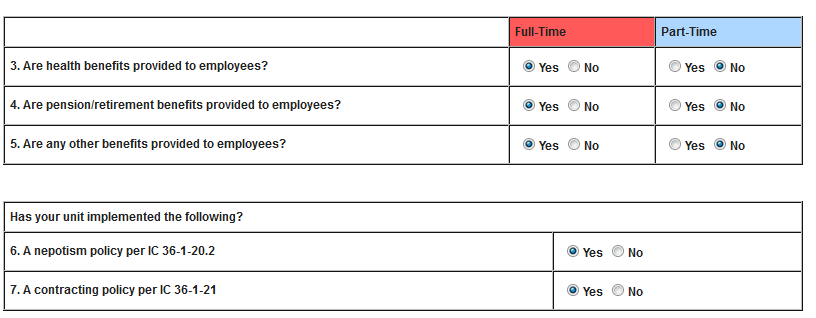 Full-Time Part-Time
3. Are health benefits provided to employees? Yes No Yes No
4. Are pension/retirement benefits provided to employees? Yes No Yes No
5. Are any other benefits provided to employees? Yes No Yes No
Has your unit implemented the following?
6. A nepotism policy per IC 36-1-20.2 Yes No
7. A contracting policy per IC 36-1-21 Yes No